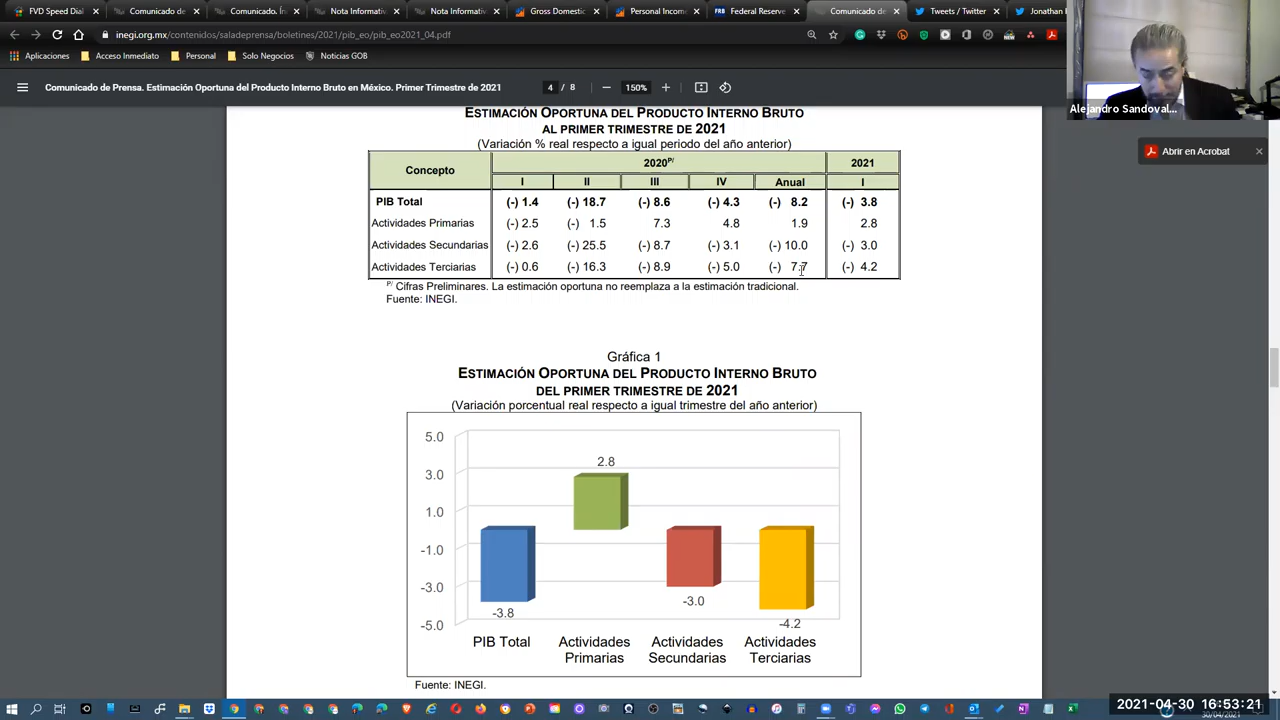 FVD Speed Dial
Comunicado de
Comunicado. In
Nota Informati
Nota Informati
Gross Domestic
Personal Incom
Federal Reserv
Comunicado de
Tweets / Twitter
Jonathan
inegi.org.mx/contenidos/saladeprensa/boletines/2021/pib_eo/pib_eo2021_04.pdf
Aplicaciones
Acceso Inmediato
Personal
Solo Negocios
Noticias GOB
Comunicado de Prensa. Estimación Oportuna del Producto Interno Bruto en México. Primer Trimestre de 2021
4 / 8
150%
Alejandro Sandoval...
Abrir en Acrobat
ESTIMACIÓN OPORTUNA DEL PRODUCTO INTERNO BRUTO
AL PRIMER TRIMESTRE DE 2021
(Variación % real respecto a igual periodo del año anterior)
Concepto 2020P/ 2021
I II III IV Anual I
PIB Total (-) 1.4 (-) 18.7 (-) 8.6 (-) 4.3 (-) 8.2 (-) 3.8
Actividades Primarias (-) 2.5 (-) 1.5 7.3 4.8 1.9 2.8
Actividades Secundarias (-) 2.6 (-) 25.5 (-) 8.7 (-) 3.1 (-) 10.0 (-) 3.0
Actividades Terciarias (-) 0.6 (-) 16.3 (-) 8.9 (-) 5.0 (-) 7.7 (-) 4.2
P/ Cifras Preliminares. La estimación oportuna no reemplaza a la estimación tradicional.
Fuente: INEGI.
Gráfica 1
ESTIMACIÓN OPORTUNA DEL PRODUCTO INTERNO BRUTO
DEL PRIMER TRIMESTRE DE 2021
(Variación porcentual real respecto a igual trimestre del año anterior)
5.0
3.0
1.0
-1.0
-3.0
-5.0
2.8
-3.8
-3.0
-4.2
PIB Total
Actividades
Primarias
Actividades
Secundarias
Actividades
Terciarias
Fuente: INEGI.
2021-04-30 16:53:21
30/04/2021